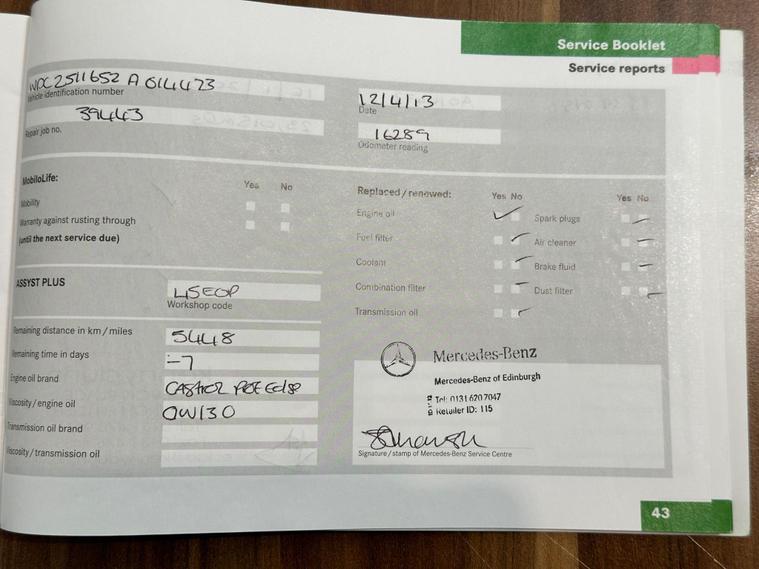 Service Booklet
Service reports
WDC2511652A614473
Vehicle identification number
39443
Repair job no.
12/4/13
Date
16289
Odometer reading
MobiloLife:
Yes No
Mobility
Warranty against rusting through
(until the next service due)
Replaced/renewed:
Yes No
Yes No
Engine oil
Spark plugs
Fuel filter
Air cleaner
Coolant
Brake fluid
Combination filter
Dust filter
Transmission oil
ASSYST PLUS
Workshop code
Remaining distance in km/miles
5448
Remaining time in days
-7
Engine oil brand
Viscosity/engine oil
0W130
Transmission oil brand
Viscosity/transmission oil
Mercedes-Benz
Mercedes-Benz of Edinburgh
Tel: 0131 620 7047
Retailer ID: 115
Signature/stamp of Mercedes-Benz Service Centre
43